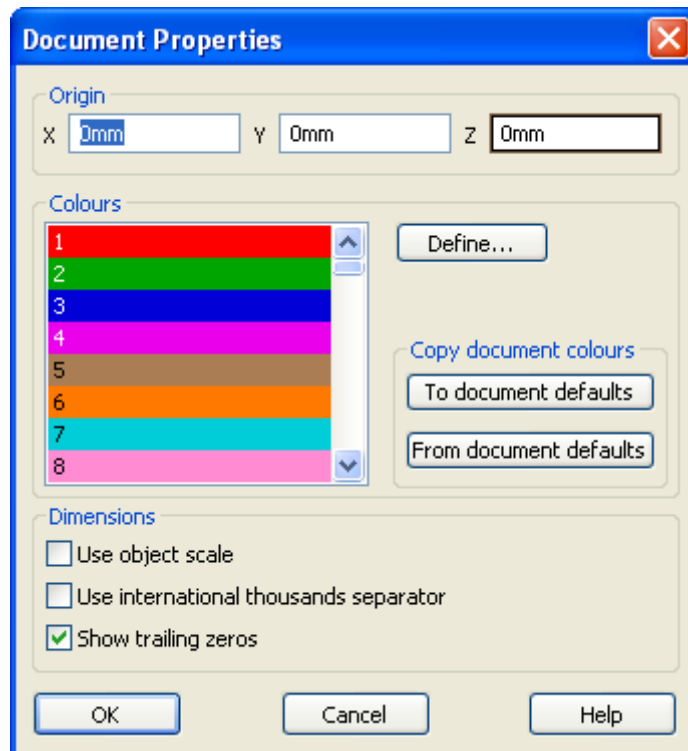 Document Properties
Origin
X 0mm Y 0mm Z 0mm
Colours
1
2
3
4
5
6
7
8
Define...
Copy document colours
To document defaults
From document defaults
Dimensions
Use object scale
Use international thousands separator
Show trailing zeros
OK Cancel Help